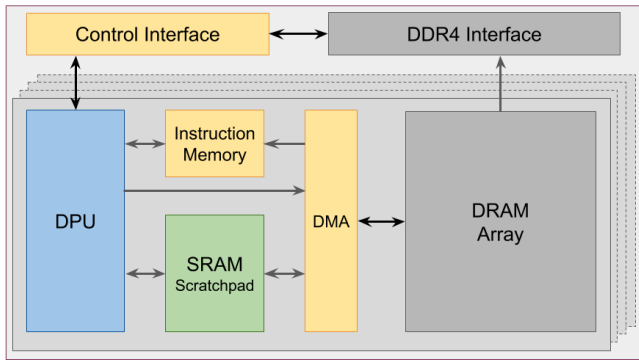 Control Interface
DDR4 Interface
Instruction
Memory
DPU
SRAM
Scratchpad
DMA
DRAM
Array